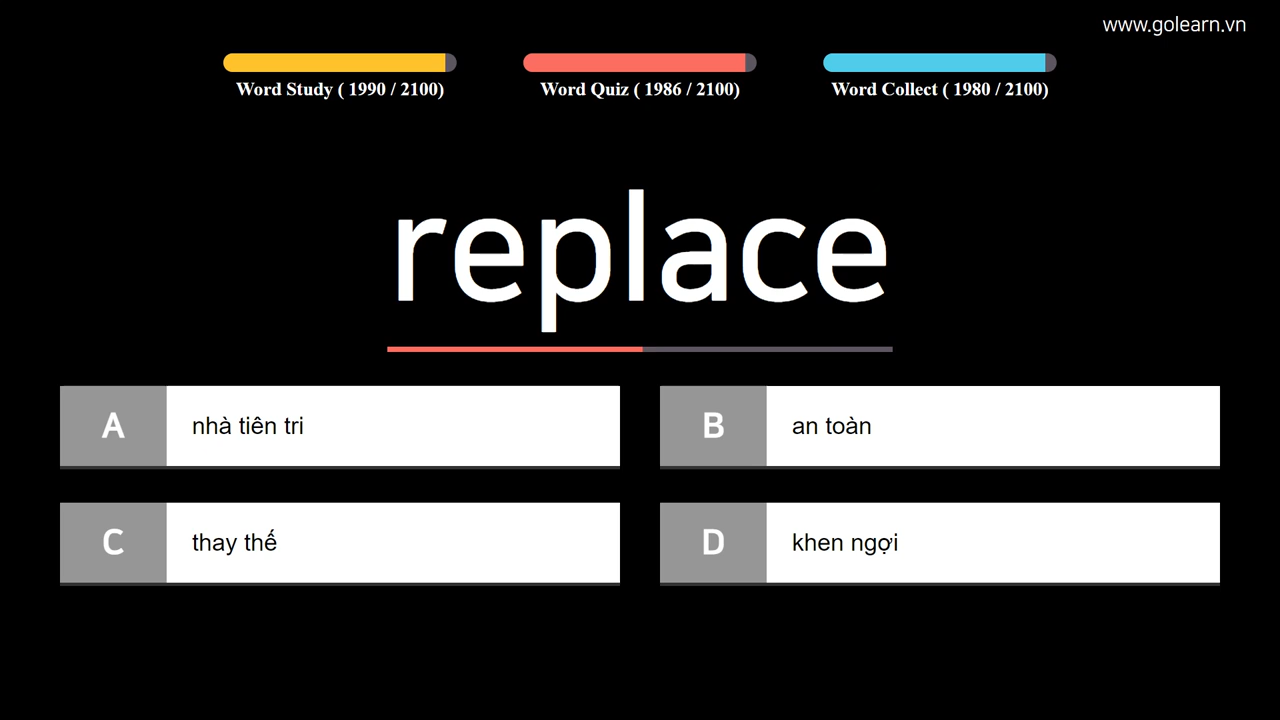 www.golearn.vn
Word Study ( 1990 / 2100)
Word Quiz ( 1986 / 2100)
Word Collect ( 1980 / 2100)
replace
A nhà tiên tri
B an toàn
C thay thế
D khen ngợi